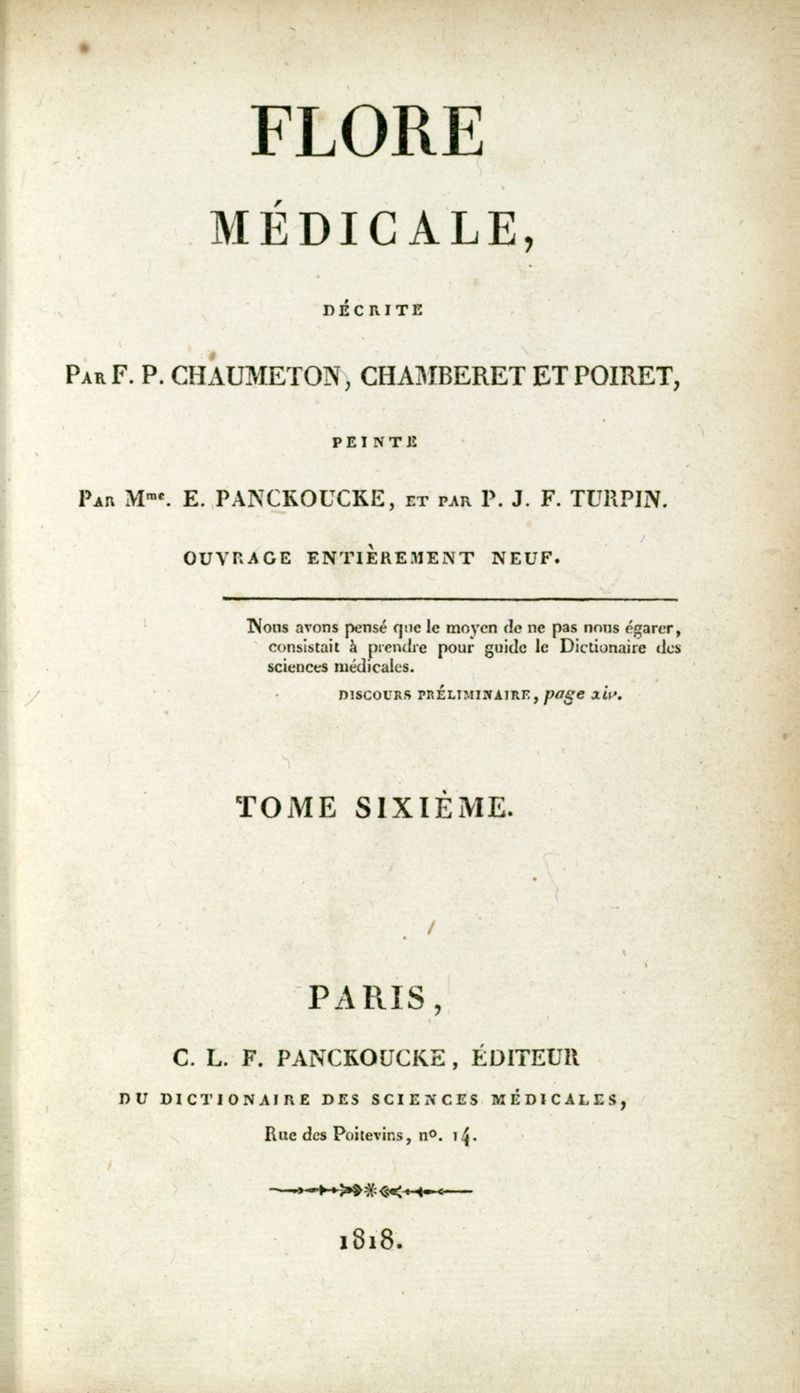 FLORE
MÉDICALE,
DÉCRITE
PAR F. P. CHAUMETON, CHAMBERET ET POIRET,
PEINTE
PAR Mme. E. PANCKOUCKE, ET PAR P. J. F. TURPIN.
OUVRAGE ENTIÈREMENT NEUF.
Nous avons pensé que le moyen de ne pas nous égarer,
consistait à prendre pour guide le Dictionaire des
sciences médicales.
DISCOURS PRÉLIMINAIRE, page xiv.
TOME SIXIÈME.
PARIS,
C. L. F. PANCKOUCKE, ÉDITEUR
DU DICTIONAIRE DES SCIENCES MÉDICALES,
Rue des Poitevins, nº. 14.
1818.